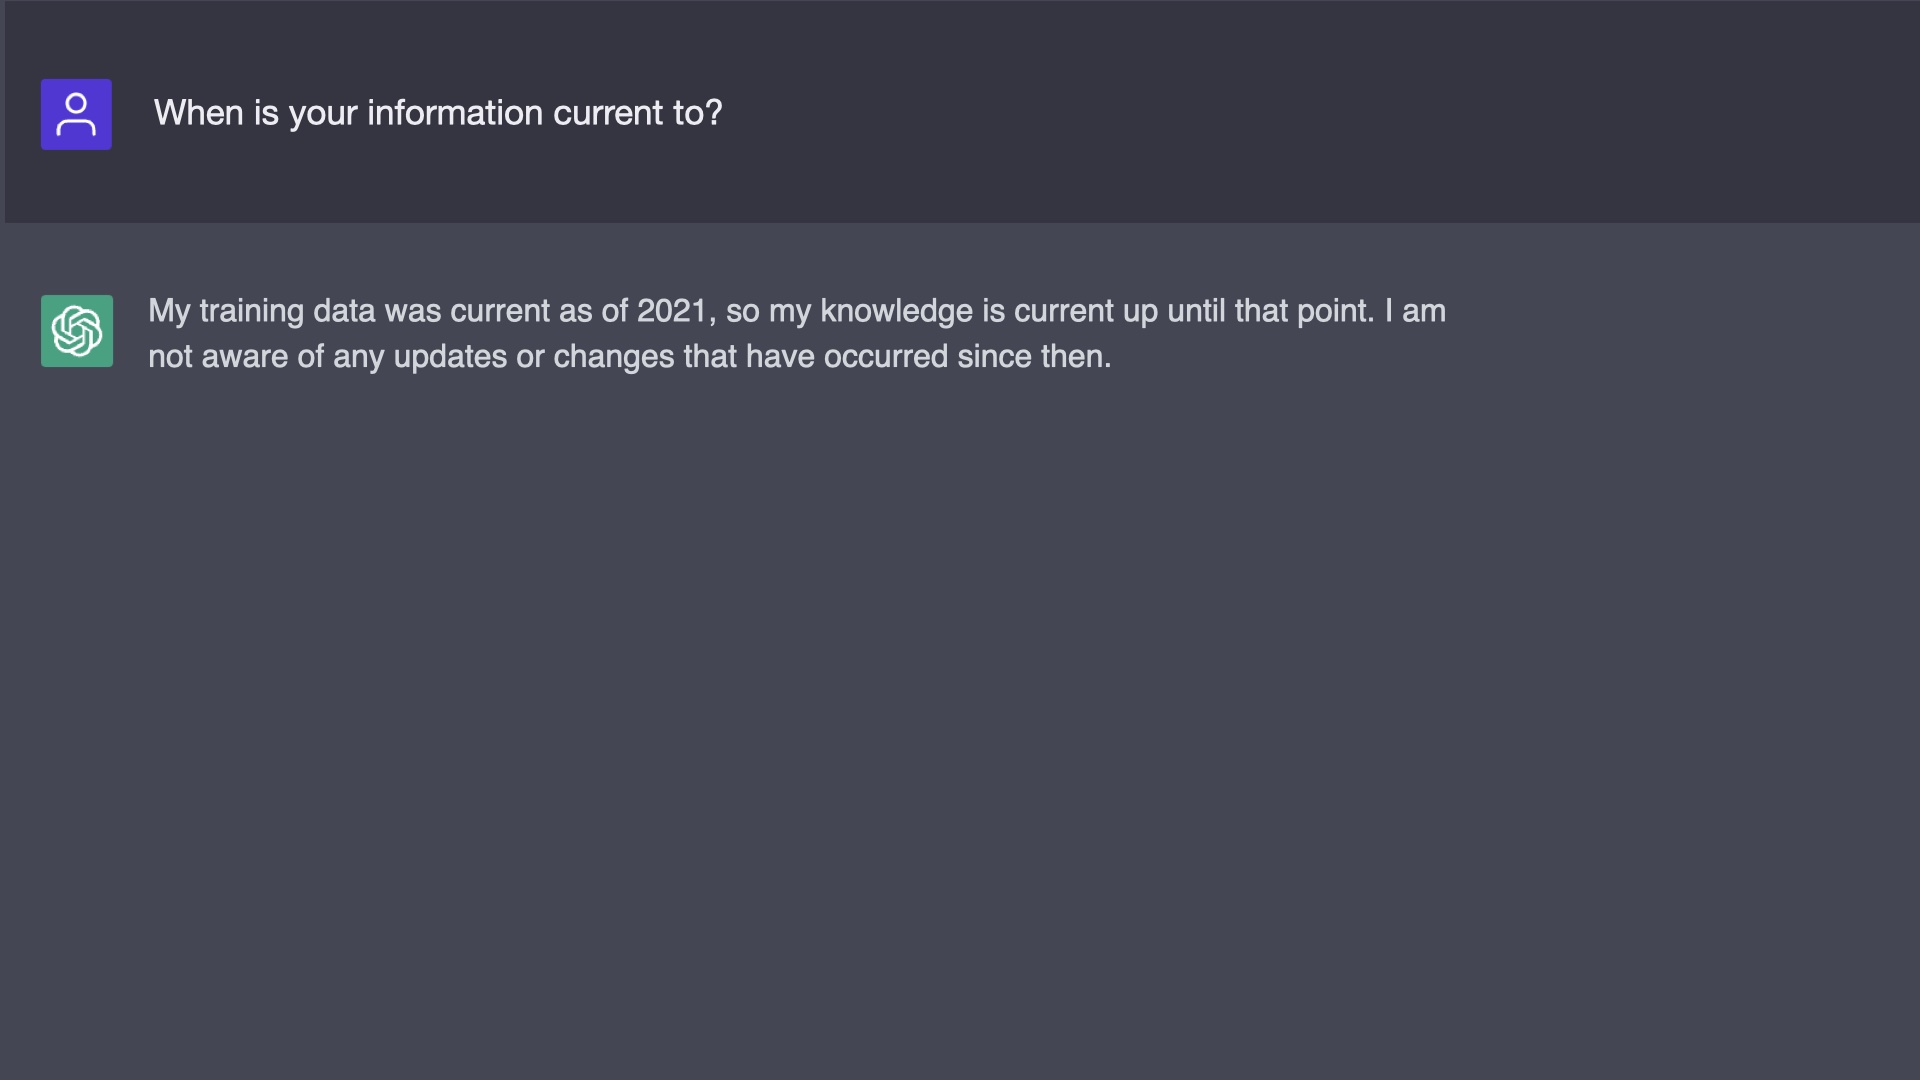 When is your information current to?
My training data was current as of 2021, so my knowledge is current up until that point. I am
not aware of any updates or changes that have occurred since then.